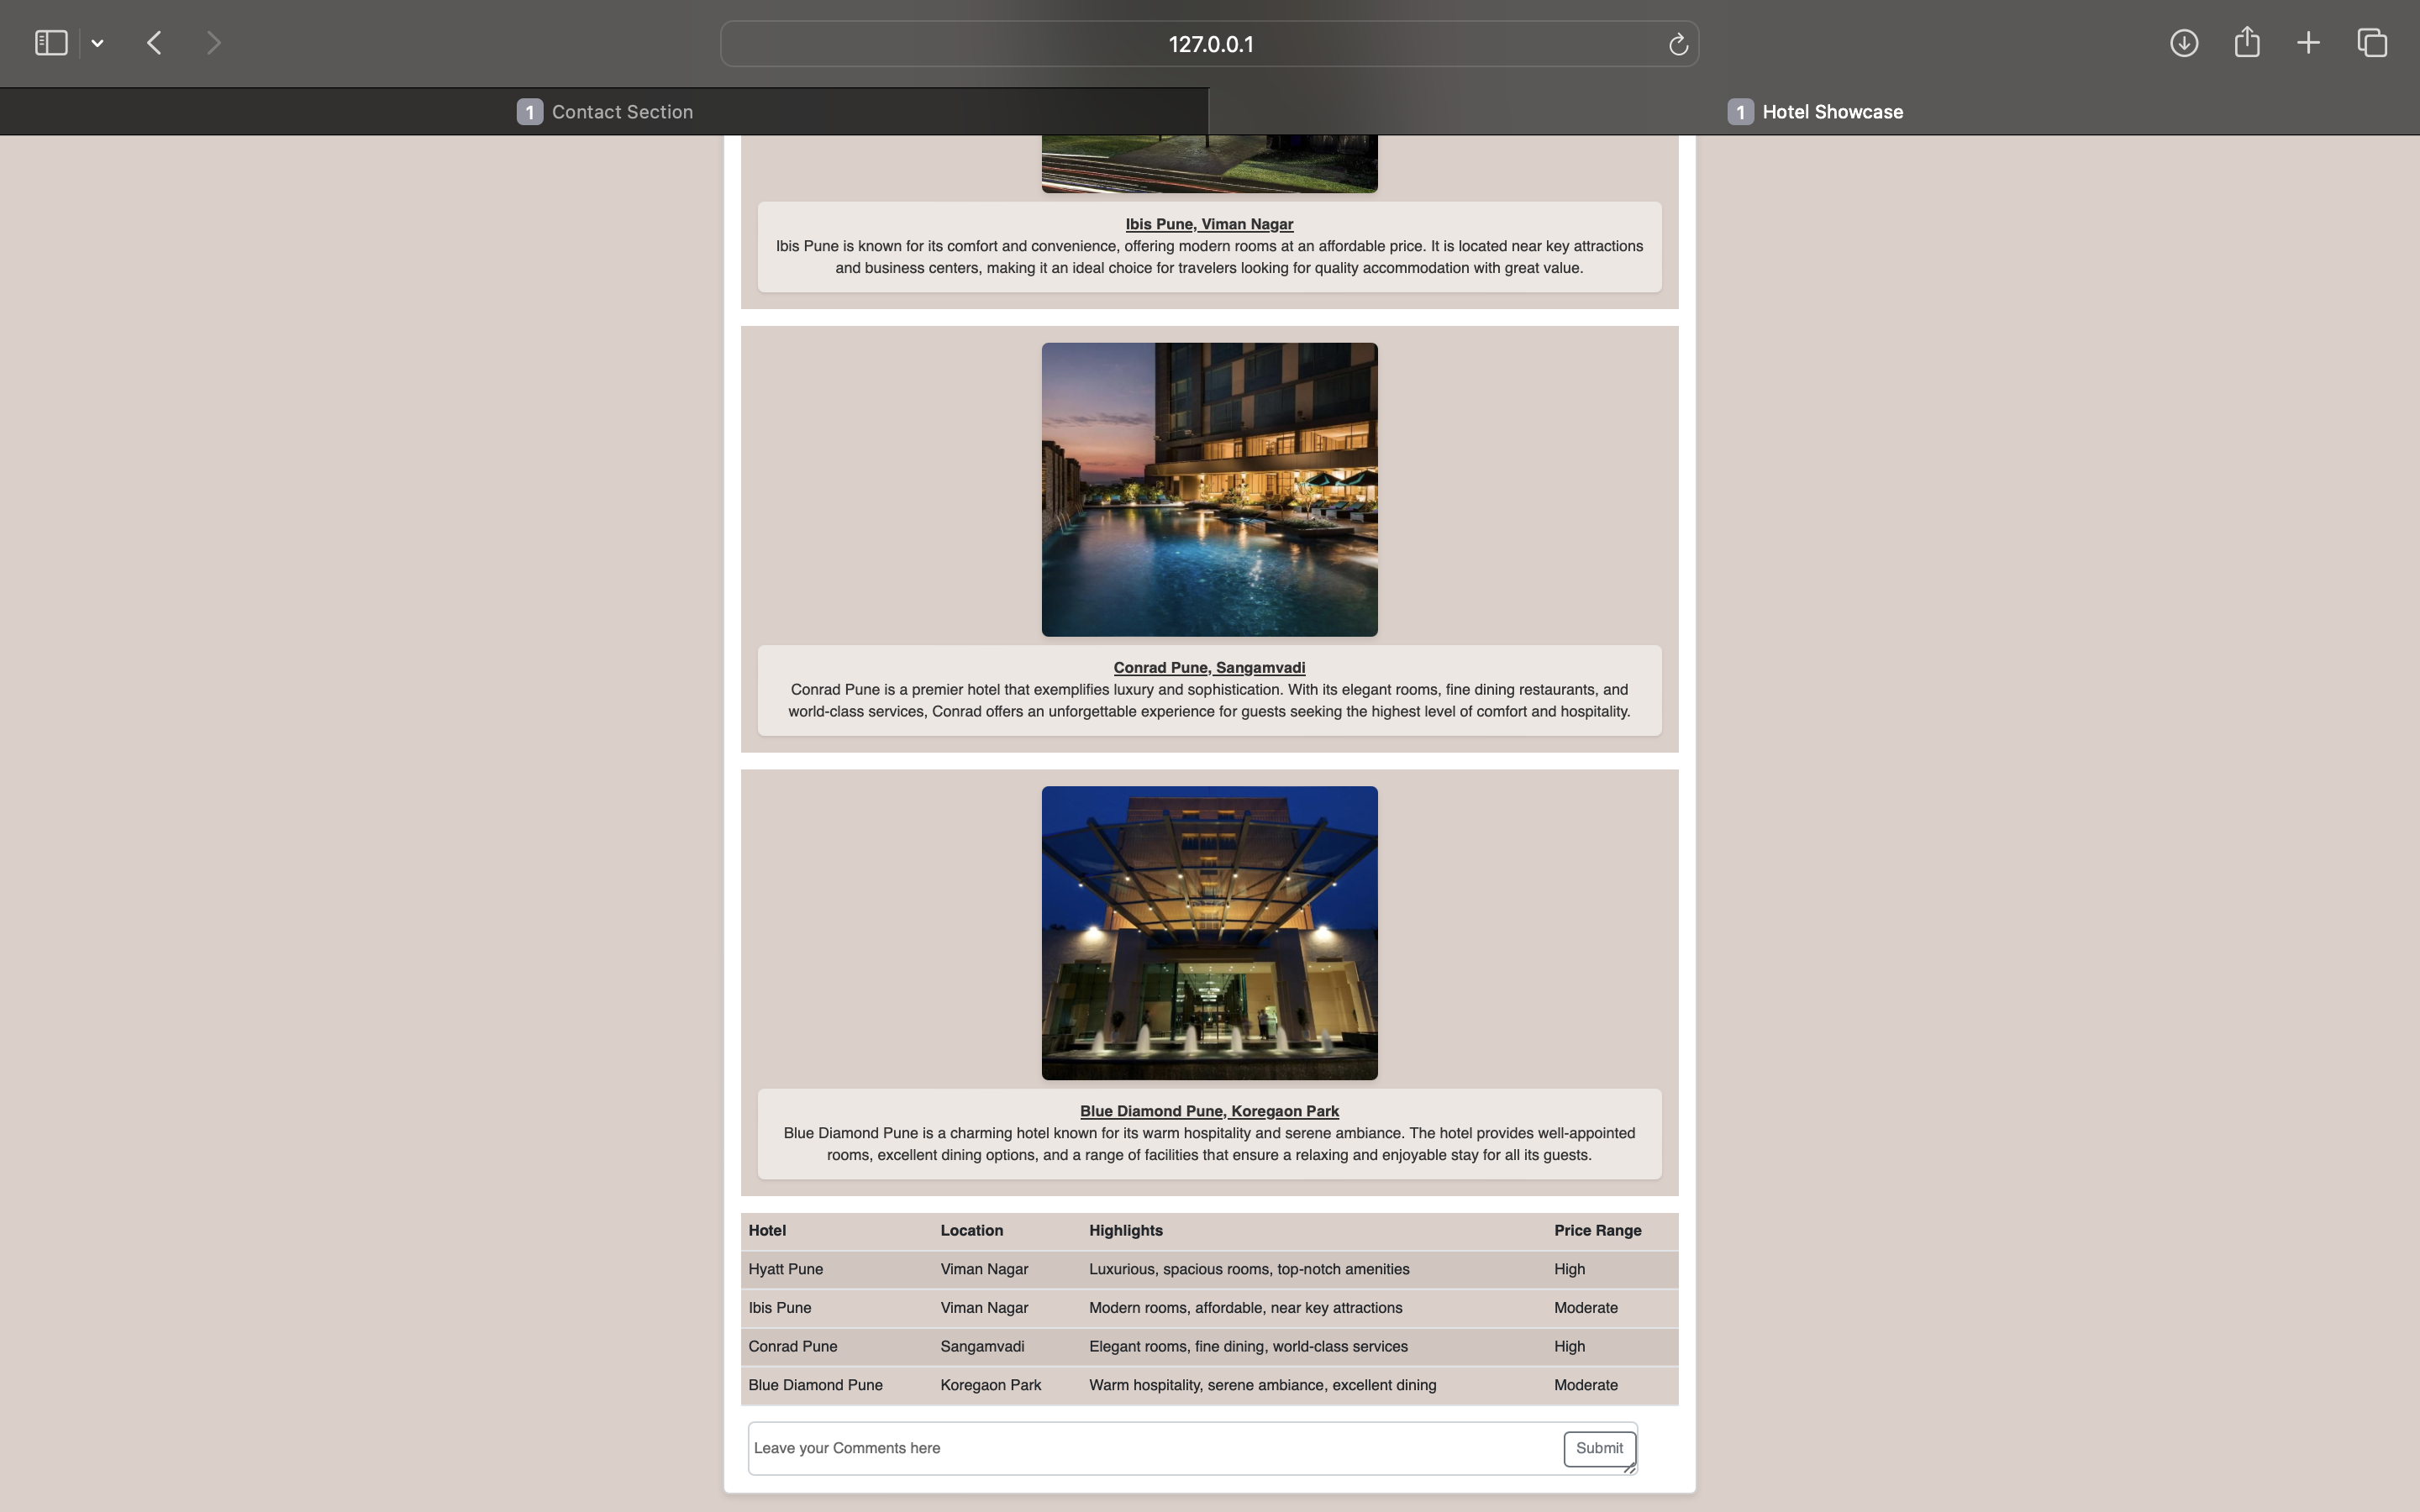 127.0.0.1
1 Contact Section
1 Hotel Showcase
Ibis Pune, Viman Nagar
Ibis Pune is known for its comfort and convenience, offering modern rooms at an affordable price. It is located near key attractions
and business centers, making it an ideal choice for travelers looking for quality accommodation with great value.
Conrad Pune, Sangamvadi
Conrad Pune is a premier hotel that exemplifies luxury and sophistication. With its elegant rooms, fine dining restaurants, and
world-class services, Conrad offers an unforgettable experience for guests seeking the highest level of comfort and hospitality.
Blue Diamond Pune, Koregaon Park
Blue Diamond Pune is a charming hotel known for its warm hospitality and serene ambiance. The hotel provides well-appointed
rooms, excellent dining options, and a range of facilities that ensure a relaxing and enjoyable stay for all its guests.
Hotel Location Highlights Price Range
Hyatt Pune Viman Nagar Luxurious, spacious rooms, top-notch amenities High
Ibis Pune Viman Nagar Modern rooms, affordable, near key attractions Moderate
Conrad Pune Sangamvadi Elegant rooms, fine dining, world-class services High
Blue Diamond Pune Koregaon Park Warm hospitality, serene ambiance, excellent dining Moderate
Leave your Comments here Submit